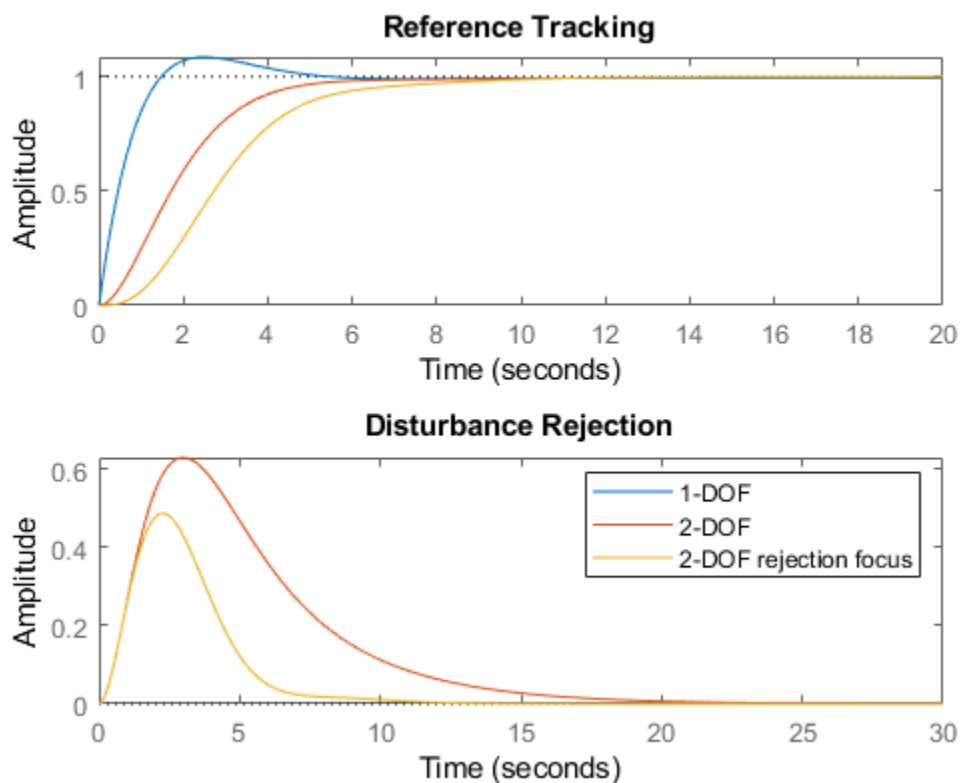 Reference Tracking
1
0.5
0
Amplitude
0 2 4 6 8 10 12 14 16 18 20
Time (seconds)
Disturbance Rejection
0.6
0.4
0.2
0
Amplitude
1-DOF
2-DOF
2-DOF rejection focus
0 5 10 15 20 25 30
Time (seconds)